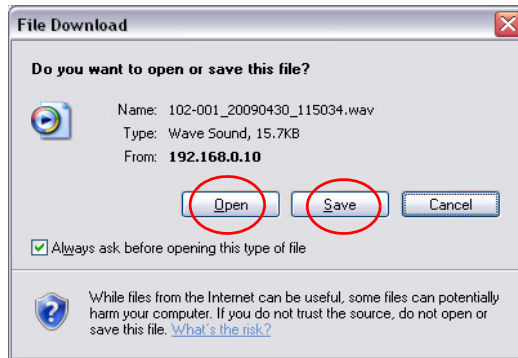 File Download
Do you want to open or save this file?
Name: 102-001_20090430_115034.wav
Type: Wave Sound, 15.7KB
From: 192.168.0.10
Open Save Cancel
Always ask before opening this type of file
While files from the Internet can be useful, some files can potentially
harm your computer. If you do not trust the source, do not open or
save this file. What's the risk?